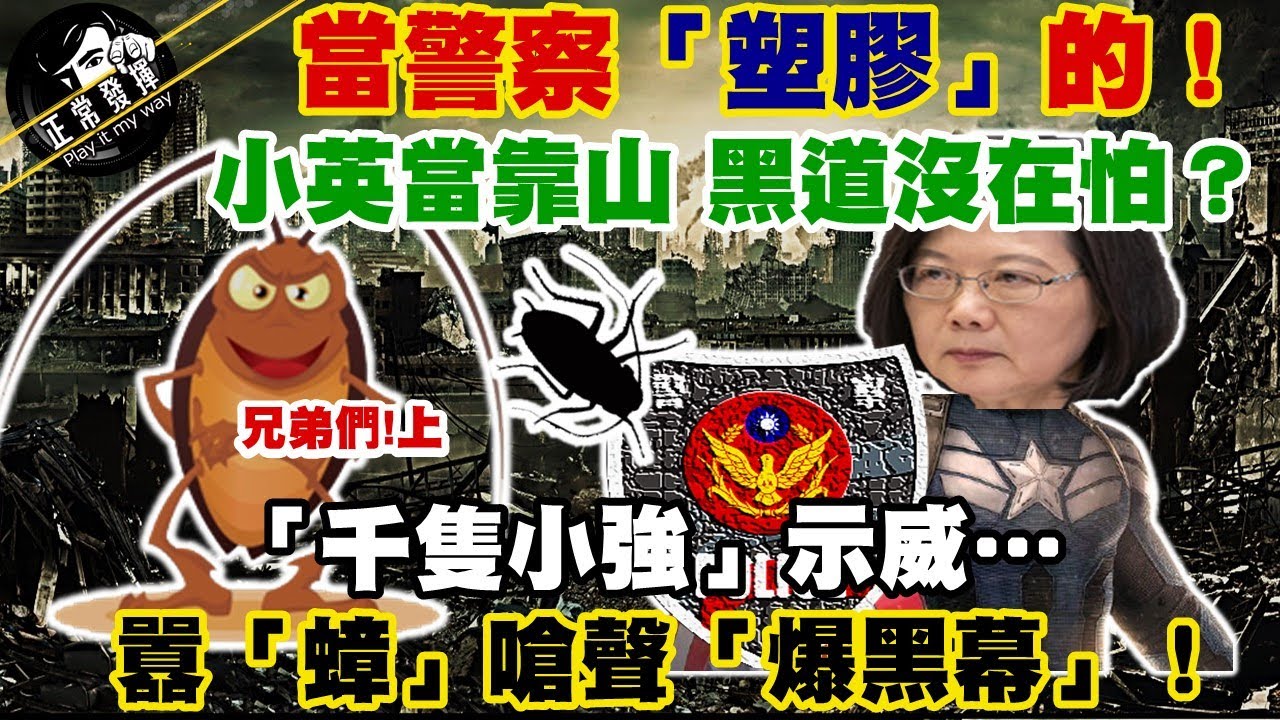 正常發揮
Play it my way
當警察「塑膠」的！
小英當靠山 黑道沒在怕？
兄弟們!上
警 察
「千隻小強」示威…
囂「蟑」嗆聲「爆黑幕」！